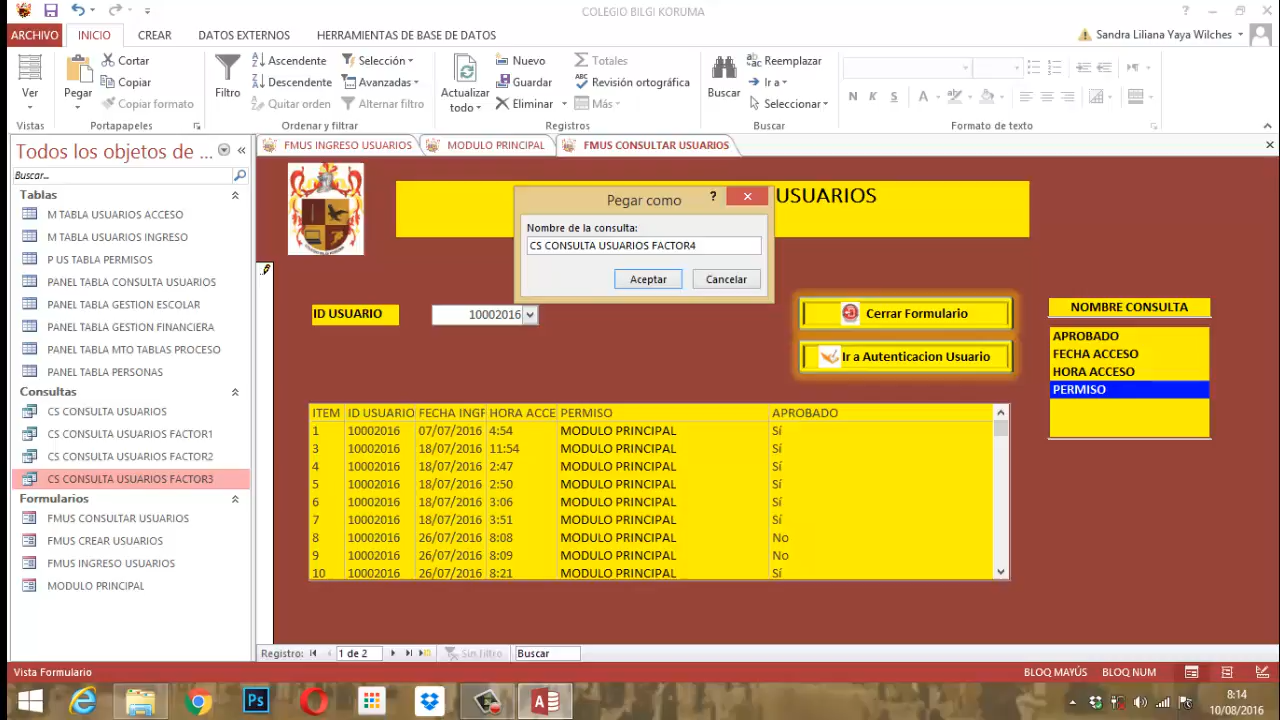 COLEGIO BILGI KORUMA
ARCHIVO INICIO CREAR DATOS EXTERNOS HERRAMIENTAS DE BASE DE DATOS
Sandra Liliana Yaya Wilches
Ver
Vistas
Pegar
Cortar
Copiar
Copiar formato
Portapapeles
Filtro
Ascendente
Descendente
Quitar orden
Selección
Avanzadas
Alternar filtro
Ordenar y filtrar
Actualizar
todo
Nuevo
Guardar
Eliminar
Totales
Revisión ortográfica
Más
Registros
Buscar
Reemplazar
Ir a
Seleccionar
Buscar
N K S A
Formato de texto
Todos los objetos de ...
Buscar...
Tablas
M TABLA USUARIOS ACCESO
M TABLA USUARIOS INGRESO
P US TABLA PERMISOS
PANEL TABLA CONSULTA USUARIOS
PANEL TABLA GESTION ESCOLAR
PANEL TABLA GESTION FINANCIERA
PANEL TABLA MTO TABLAS PROCESO
PANEL TABLA PERSONAS
Consultas
CS CONSULTA USUARIOS
CS CONSULTA USUARIOS FACTOR1
CS CONSULTA USUARIOS FACTOR2
CS CONSULTA USUARIOS FACTOR3
Formularios
FMUS CONSULTAR USUARIOS
FMUS CREAR USUARIOS
FMUS INGRESO USUARIOS
MODULO PRINCIPAL
FMUS INGRESO USUARIOS MODULO PRINCIPAL FMUS CONSULTAR USUARIOS
USUARIOS
Pegar como ?
Nombre de la consulta:
CS CONSULTA USUARIOS FACTOR4
Aceptar Cancelar
ID USUARIO 10002016
Cerrar Formulario
Ir a Autenticacion Usuario
NOMBRE CONSULTA
APROBADO
FECHA ACCESO
HORA ACCESO
PERMISO
ITEM ID USUARIO FECHA INGR HORA ACCE PERMISO APROBADO
1 10002016 07/07/2016 4:54 MODULO PRINCIPAL Sí
3 10002016 18/07/2016 11:54 MODULO PRINCIPAL Sí
4 10002016 18/07/2016 2:47 MODULO PRINCIPAL Sí
5 10002016 18/07/2016 2:50 MODULO PRINCIPAL Sí
6 10002016 18/07/2016 3:06 MODULO PRINCIPAL Sí
7 10002016 18/07/2016 3:51 MODULO PRINCIPAL Sí
8 10002016 26/07/2016 8:08 MODULO PRINCIPAL No
9 10002016 26/07/2016 8:09 MODULO PRINCIPAL No
10 10002016 26/07/2016 8:21 MODULO PRINCIPAL Sí
Registro: 1 de 2 Sin filtro Buscar
Vista Formulario BLOQ MAYÚS BLOQ NUM
Ps
8:14
10/08/2016